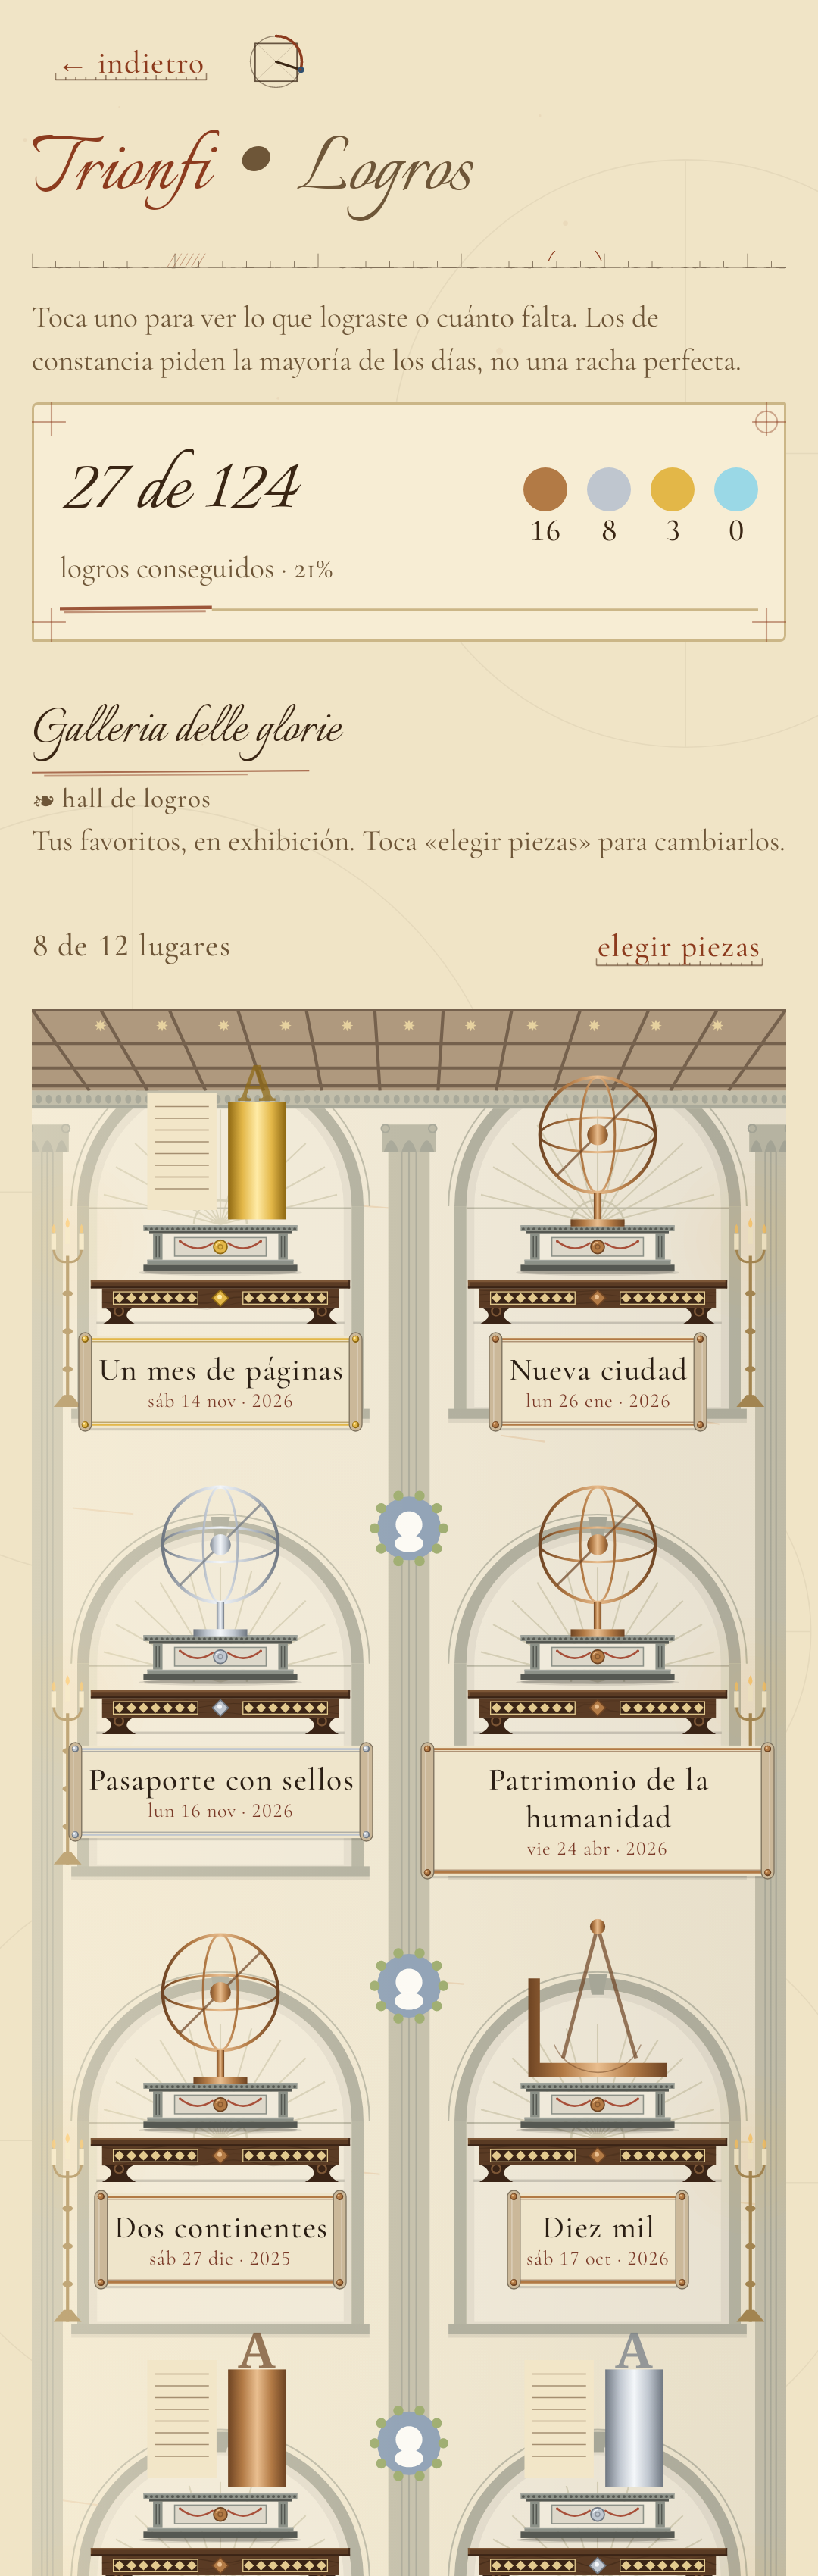 ← indietro
Trionfi • Logros
Toca uno para ver lo que lograste o cuánto falta. Los de
constancia piden la mayoría de los días, no una racha perfecta.
27 de 124
16 8 3 0
logros conseguidos · 21%
Galleria delle glorie
❧ hall de logros
Tus favoritos, en exhibición. Toca «elegir piezas» para cambiarlos.
8 de 12 lugares
elegir piezas
A
Un mes de páginas
sáb 14 nov · 2026
Nueva ciudad
lun 26 ene · 2026
Pasaporte con sellos
lun 16 nov · 2026
Patrimonio de la
humanidad
vie 24 abr · 2026
Dos continentes
sáb 27 dic · 2025
Diez mil
sáb 17 oct · 2026
A
A